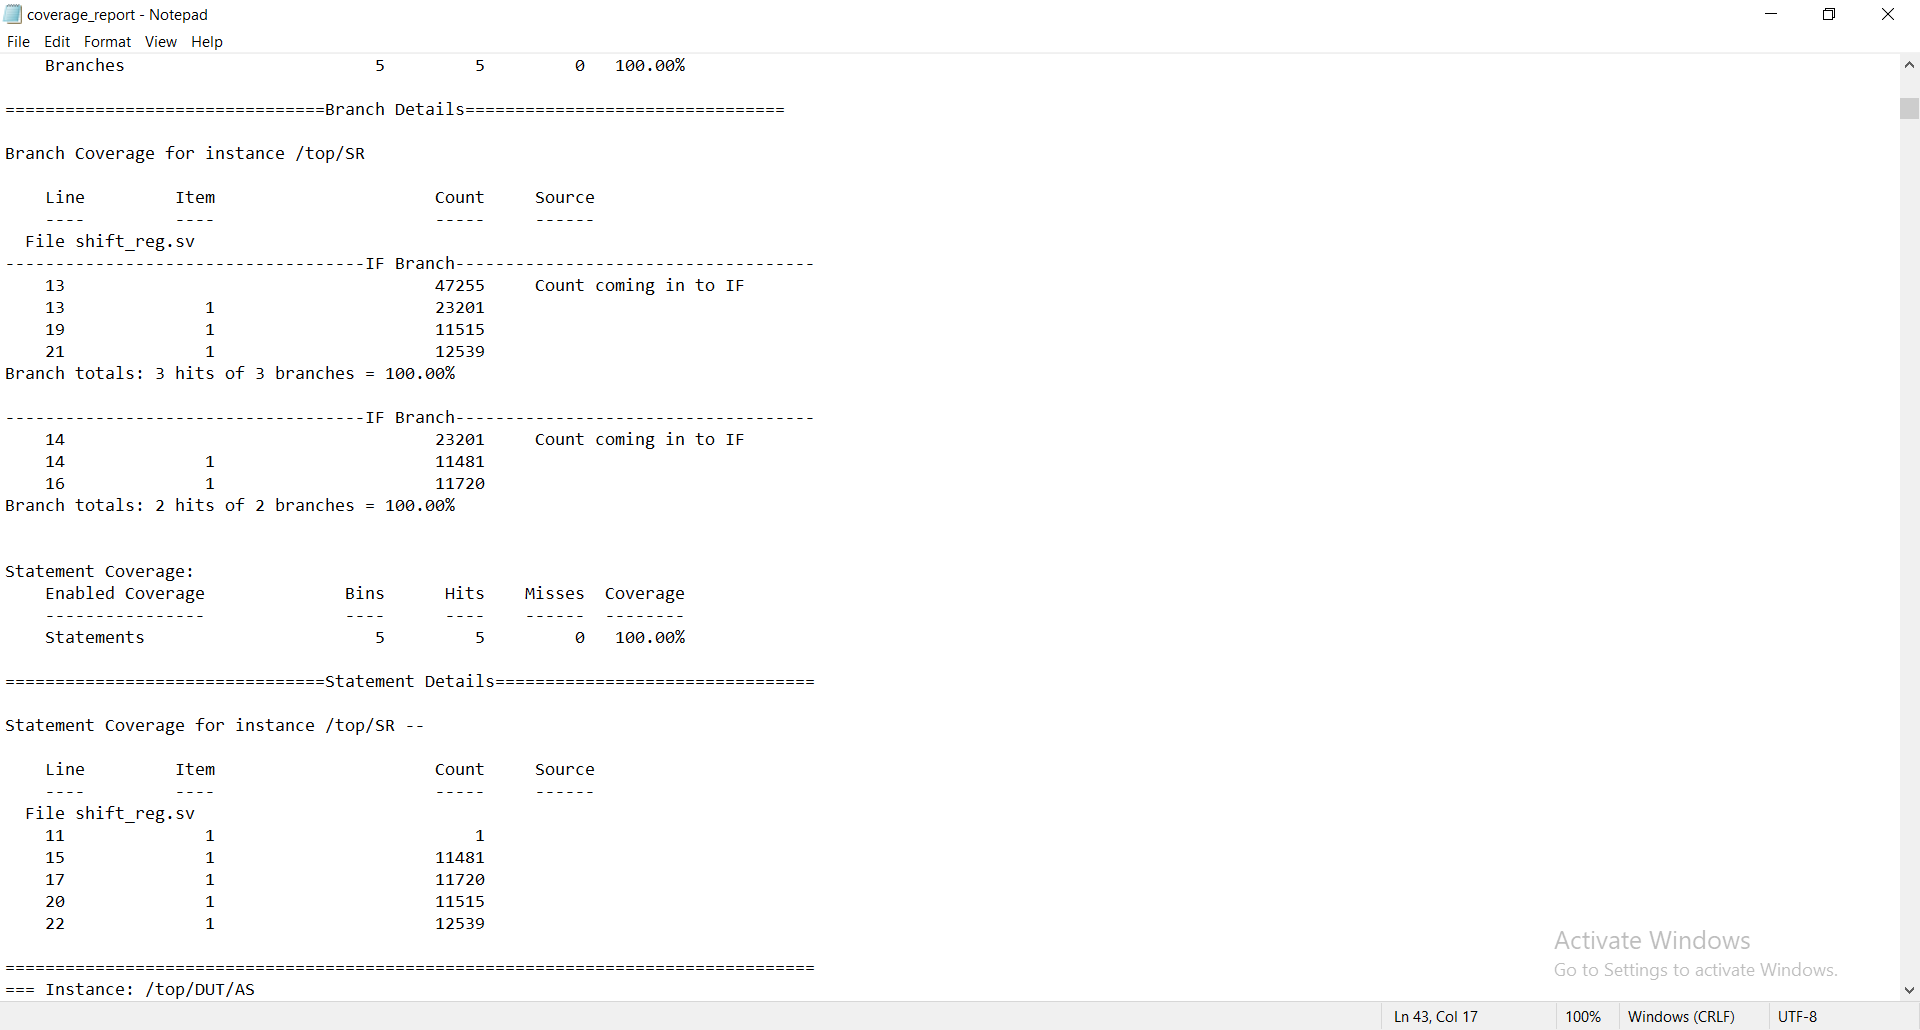 coverage_report - Notepad
File Edit Format View Help
    Branches                         5         5         0   100.00%
================================Branch Details================================
Branch Coverage for instance /top/SR
    Line         Item                      Count     Source
    ----         ----                      -----     ------
  File shift_reg.sv
------------------------------------IF Branch------------------------------------
    13                                     47255     Count coming in to IF
    13              1                      23201
    19              1                      11515
    21              1                      12539
Branch totals: 3 hits of 3 branches = 100.00%
------------------------------------IF Branch------------------------------------
    14                                     23201     Count coming in to IF
    14              1                      11481
    16              1                      11720
Branch totals: 2 hits of 2 branches = 100.00%
Statement Coverage:
    Enabled Coverage              Bins      Hits    Misses  Coverage
    ----------------              ----      ----    ------  --------
    Statements                       5         5         0   100.00%
================================Statement Details================================
Statement Coverage for instance /top/SR --
    Line         Item                      Count     Source
    ----         ----                      -----     ------
  File shift_reg.sv
    11              1                          1
    15              1                      11481
    17              1                      11720
    20              1                      11515
    22              1                      12539
=================================================================================
=== Instance: /top/DUT/AS
Activate Windows
Go to Settings to activate Windows.
Ln 43, Col 17 100% Windows (CRLF) UTF-8